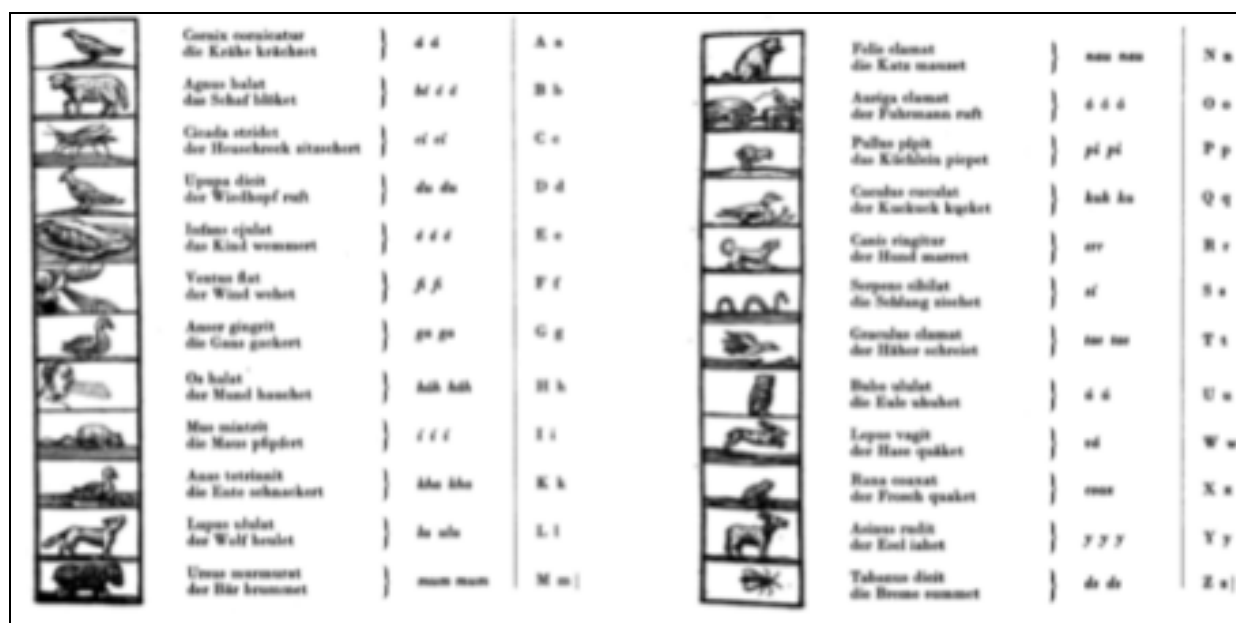 Cornix cornicatur
die Krähe krächzet
á á
A a
Agnus balat
das Schaf blöket
bé é é
B b
Cicada stridet
der Heuschreck zitschert
cí cí
C c
Upupa dicit
der Wiedhopf ruft
du du
D d
Infans ejulat
das Kind wemmert
é é é
E e
Ventus flat
der Wind wehet
fi fi
F f
Anser gingrit
die Gans gackert
ga ga
G g
Os halat
der Mund hauchet
háh háh
H h
Mus mintrit
die Maus pfipfert
í í í
I i
Anas tetrinnit
die Ente schnackert
kha kha
K k
Lupus ululat
der Wolf heulet
lu ulu
L l
Ursus murmurat
der Bär brummet
mum mum
M m
Felis clamat
die Katz mauzet
nau nau
N n
Auriga clamat
der Fuhrmann ruft
ó ó ó
O o
Pullus pipit
das Küchlein piepet
pi pi
P p
Cuculus cuculat
der Kuckuck kucket
kuk ku
Q q
Canis ringitur
der Hund marret
err
R r
Serpens sibilat
die Schlang zischet
sí
S s
Graculus clamat
der Häher schreiet
tac tac
T t
Bubo ululat
die Eule uhuhet
ú ú
U u
Lepus vagit
der Hase quäket
vá
W w
Rana coaxat
der Frosch quaket
coax
X x
Asinus rudit
der Esel iahet
y y y
Y y
Tabanus dicit
die Breme summet
ds ds
Z z